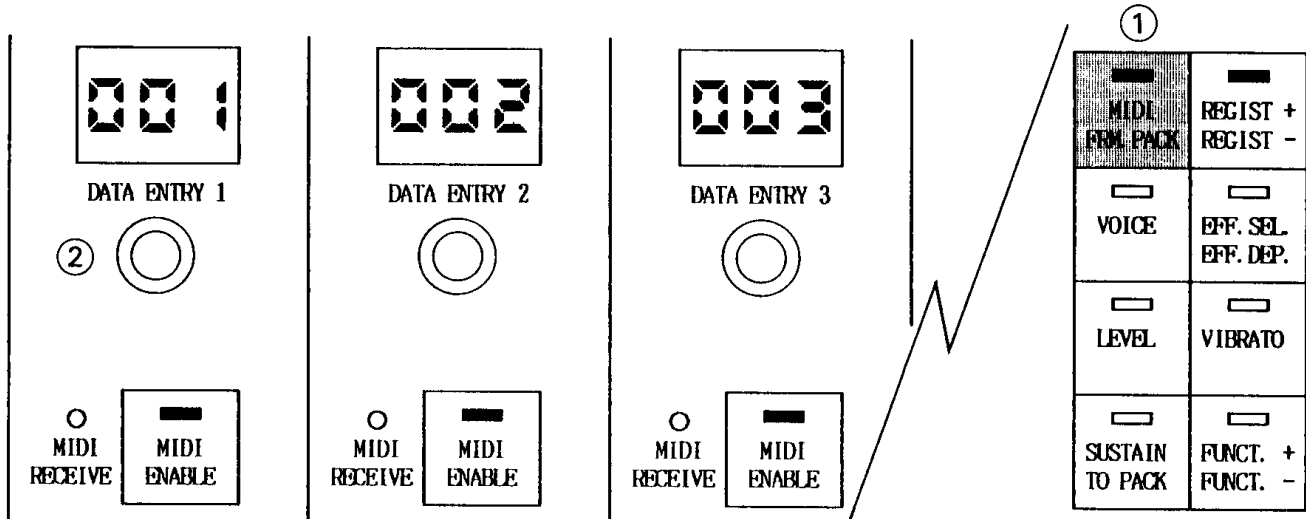 001
DATA ENTRY 1
②
MIDI
RECEIVE
MIDI
ENABLE
002
DATA ENTRY 2
MIDI
RECEIVE
MIDI
ENABLE
003
DATA ENTRY 3
MIDI
RECEIVE
MIDI
ENABLE
①
MIDI
FRM. PACK
REGIST +
REGIST -
VOICE
EFF. SEL.
EFF. DEP.
LEVEL
VIBRATO
SUSTAIN
TO PACK
FUNCT. +
FUNCT. -